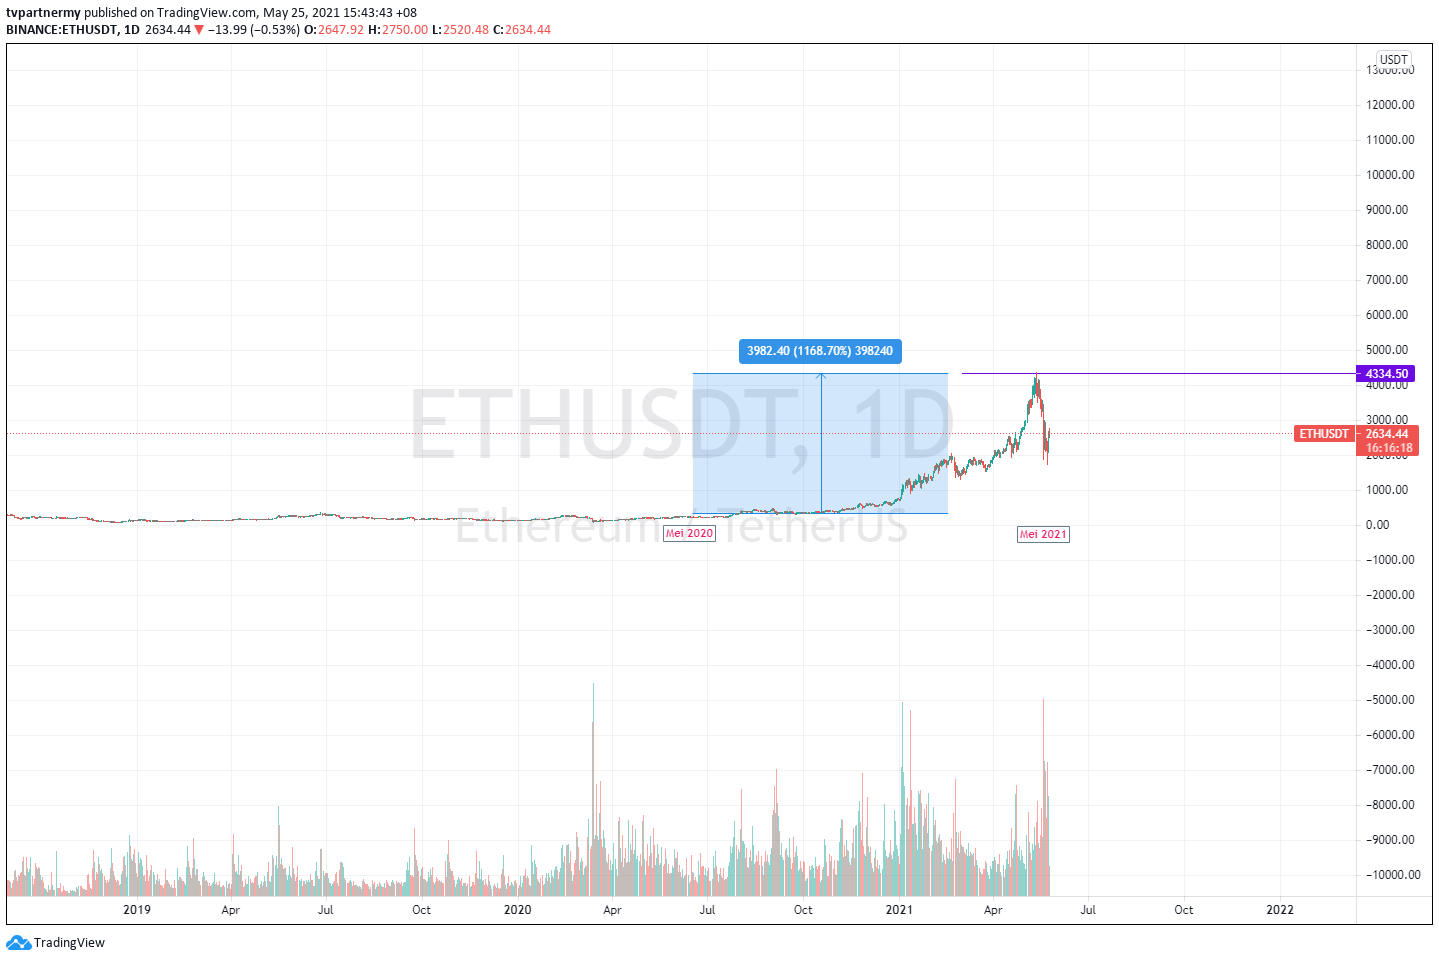 tvpartnermy published on TradingView.com, May 25, 2021 15:43:43 +08
BINANCE:ETHUSDT, 1D 2634.44 ▼ −13.99 (−0.53%) O:2647.92 H:2750.00 L:2520.48 C:2634.44
USDT
13000.00
12000.00
11000.00
10000.00
9000.00
8000.00
7000.00
6000.00
5000.00
3982.40 (1168.70%) 398240
4334.50
4000.00
ETHUSDT, 1D
3000.00
ETHUSDT 2634.44
16:16:18
2000.00
1000.00
Ethereum / TetherUS
0.00
Mei 2020
Mei 2021
−1000.00
−2000.00
−3000.00
−4000.00
−5000.00
−6000.00
−7000.00
−8000.00
−9000.00
−10000.00
2019 Apr Jul Oct 2020 Apr Jul Oct 2021 Apr Jul Oct 2022
TradingView